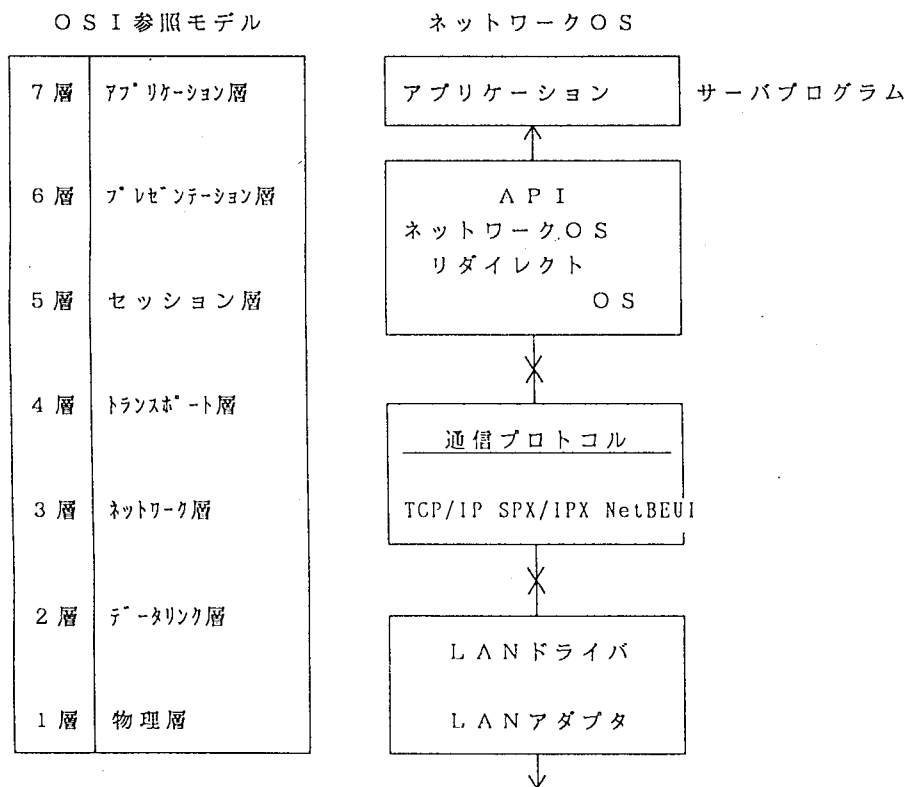 OSI参照モデル
ネットワークOS
7層 アプリケーション層
アプリケーション
サーバプログラム
6層 プレゼンテーション層
API
ネットワークOS
リダイレクト
5層 セッション層
OS
4層 トランスポート層
通信プロトコル
3層 ネットワーク層
TCP/IP SPX/IPX NetBEUI
2層 データリンク層
LANドライバ
1層 物理層
LANアダプタ